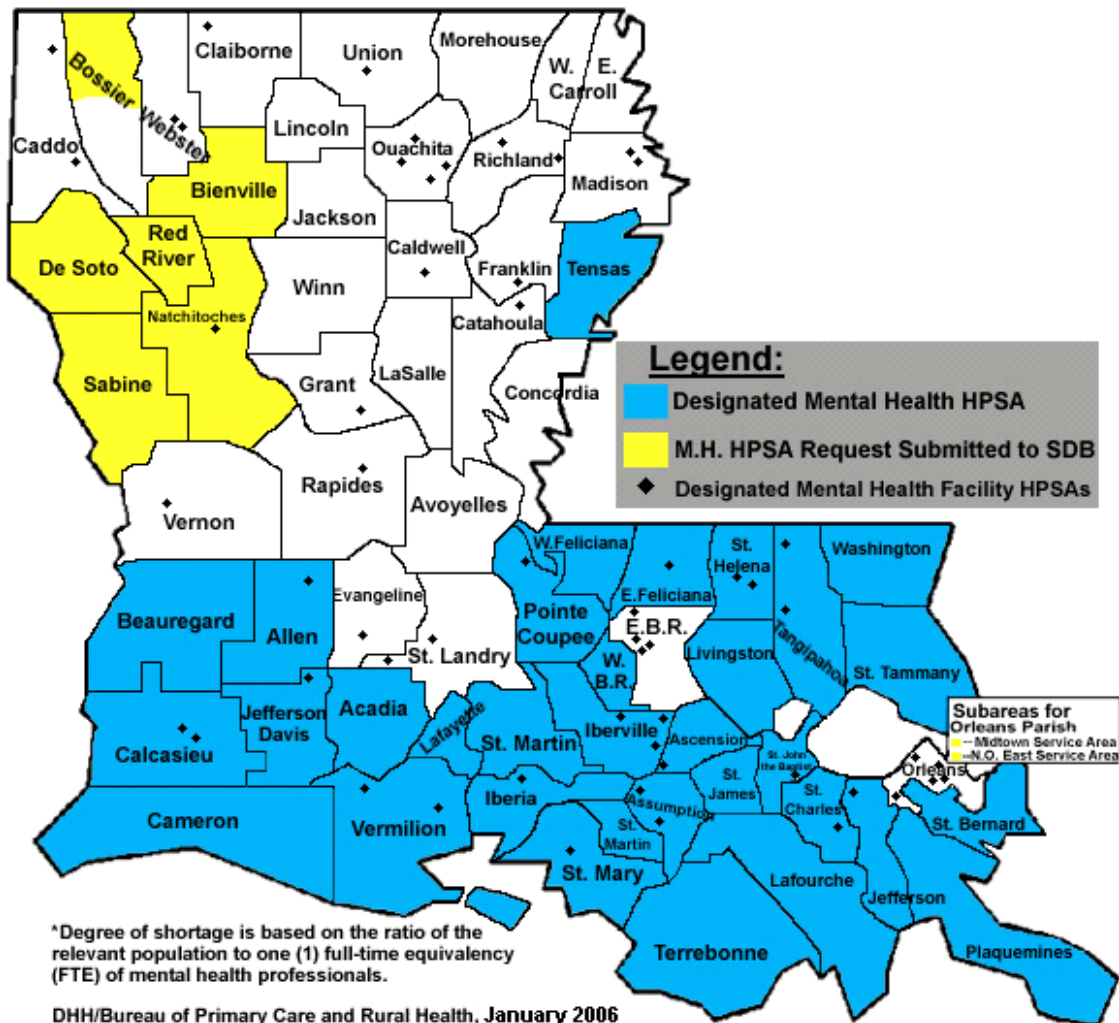 Claiborne
Union
Morehouse
W.
E.
Carroll
Bossier
Webster
Lincoln
Ouachita
Richland
Caddo
Madison
Bienville
Jackson
Red
River
De Soto
Caldwell
Franklin
Tensas
Winn
Natchitoches
Catahoula
Sabine
Grant
LaSalle
Concordia
Legend:
Designated Mental Health HPSA
M.H. HPSA Request Submitted to SDB
Designated Mental Health Facility HPSAs
Rapides
Avoyelles
Vernon
W.Feliciana
St.
Helena
Washington
Evangeline
E.Feliciana
Beauregard
Allen
Pointe
Coupee
E.B.R.
Tangipahoa
St. Landry
W.
B.R.
Livingston
St. Tammany
Jefferson
Davis
Acadia
Lafayette
St. Martin
Iberville
Ascension
Calcasieu
St. John
the Baptist
Subareas for
Orleans Parish
-- Midtown Service Area
--N.O. East Service Area
Orleans
Iberia
Assumption
St.
James
St.
Charles
Cameron
Vermilion
St.
Martin
St. Bernard
St. Mary
Lafourche
Jefferson
Terrebonne
Plaquemines
*Degree of shortage is based on the ratio of the
relevant population to one (1) full-time equivalency
(FTE) of mental health professionals.
DHH/Bureau of Primary Care and Rural Health, January 2006